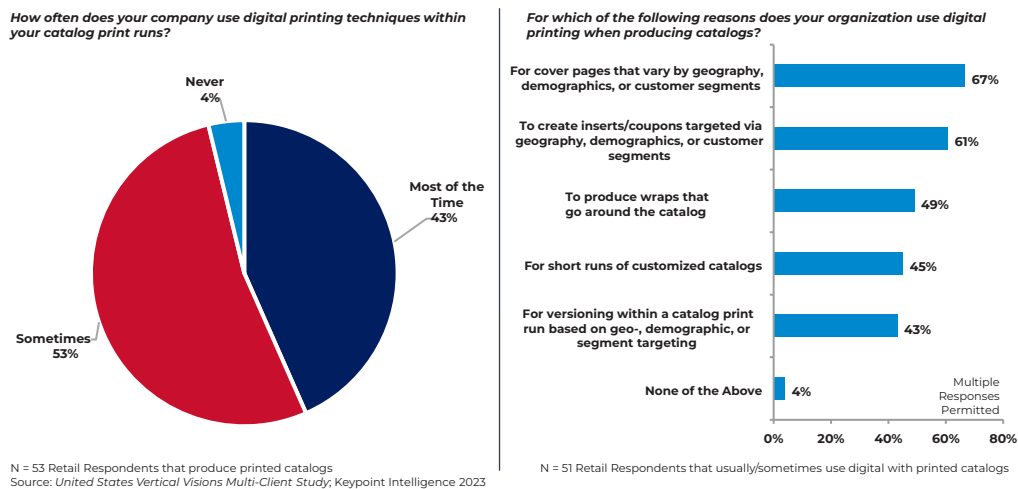 How often does your company use digital printing techniques within
your catalog print runs?
Never
4%
Most of the
Time
43%
Sometimes
53%
N = 53 Retail Respondents that produce printed catalogs
Source: United States Vertical Visions Multi-Client Study; Keypoint Intelligence 2023
For which of the following reasons does your organization use digital
printing when producing catalogs?
For cover pages that vary by geography,
demographics, or customer segments
67%
To create inserts/coupons targeted via
geography, demographics, or customer
segments
61%
To produce wraps that
go around the catalog
49%
For short runs of customized catalogs
45%
For versioning within a catalog print
run based on geo-, demographic, or
segment targeting
43%
None of the Above
4%
Multiple
Responses
Permitted
0% 20% 40% 60% 80%
N = 51 Retail Respondents that usually/sometimes use digital with printed catalogs